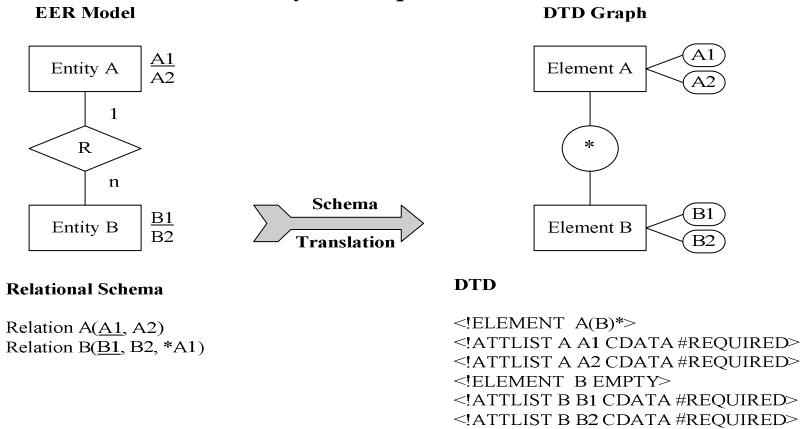 EER Model
Entity A
A1
A2
1
R
n
Entity B
B1
B2
Relational Schema
Relation A(A1, A2)
Relation B(B1, B2, *A1)
Schema
Translation
DTD Graph
Element A
A1
A2
*
Element B
B1
B2
DTD
<!ELEMENT A(B)*>
<!ATTLIST A A1 CDATA #REQUIRED>
<!ATTLIST A A2 CDATA #REQUIRED>
<!ELEMENT B EMPTY>
<!ATTLIST B B1 CDATA #REQUIRED>
<!ATTLIST B B2 CDATA #REQUIRED>